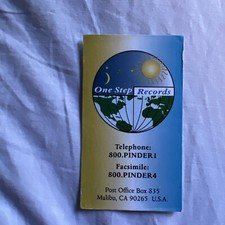 One Step Records
Telephone:
800.PINDER1
Facsimile:
800.PINDER4
Post Office Box 835
Malibu, CA 90265 U.S.A.